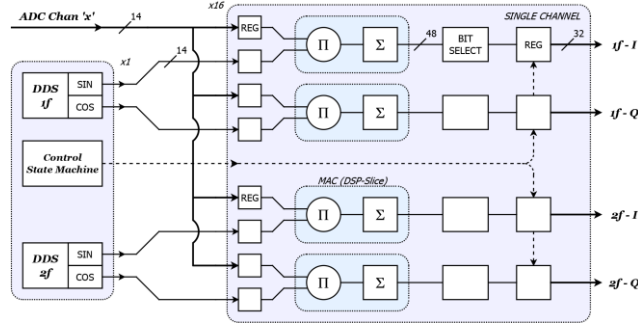 ADC Chan 'x'
14
x16
SINGLE CHANNEL
REG
Π
Σ
48
BIT
SELECT
REG
32
1f - I
x1
14
DDS
1f
SIN
COS
Π
Σ
1f - Q
Control
State Machine
MAC (DSP-Slice)
REG
Π
Σ
2f - I
DDS
2f
SIN
COS
Π
Σ
2f - Q